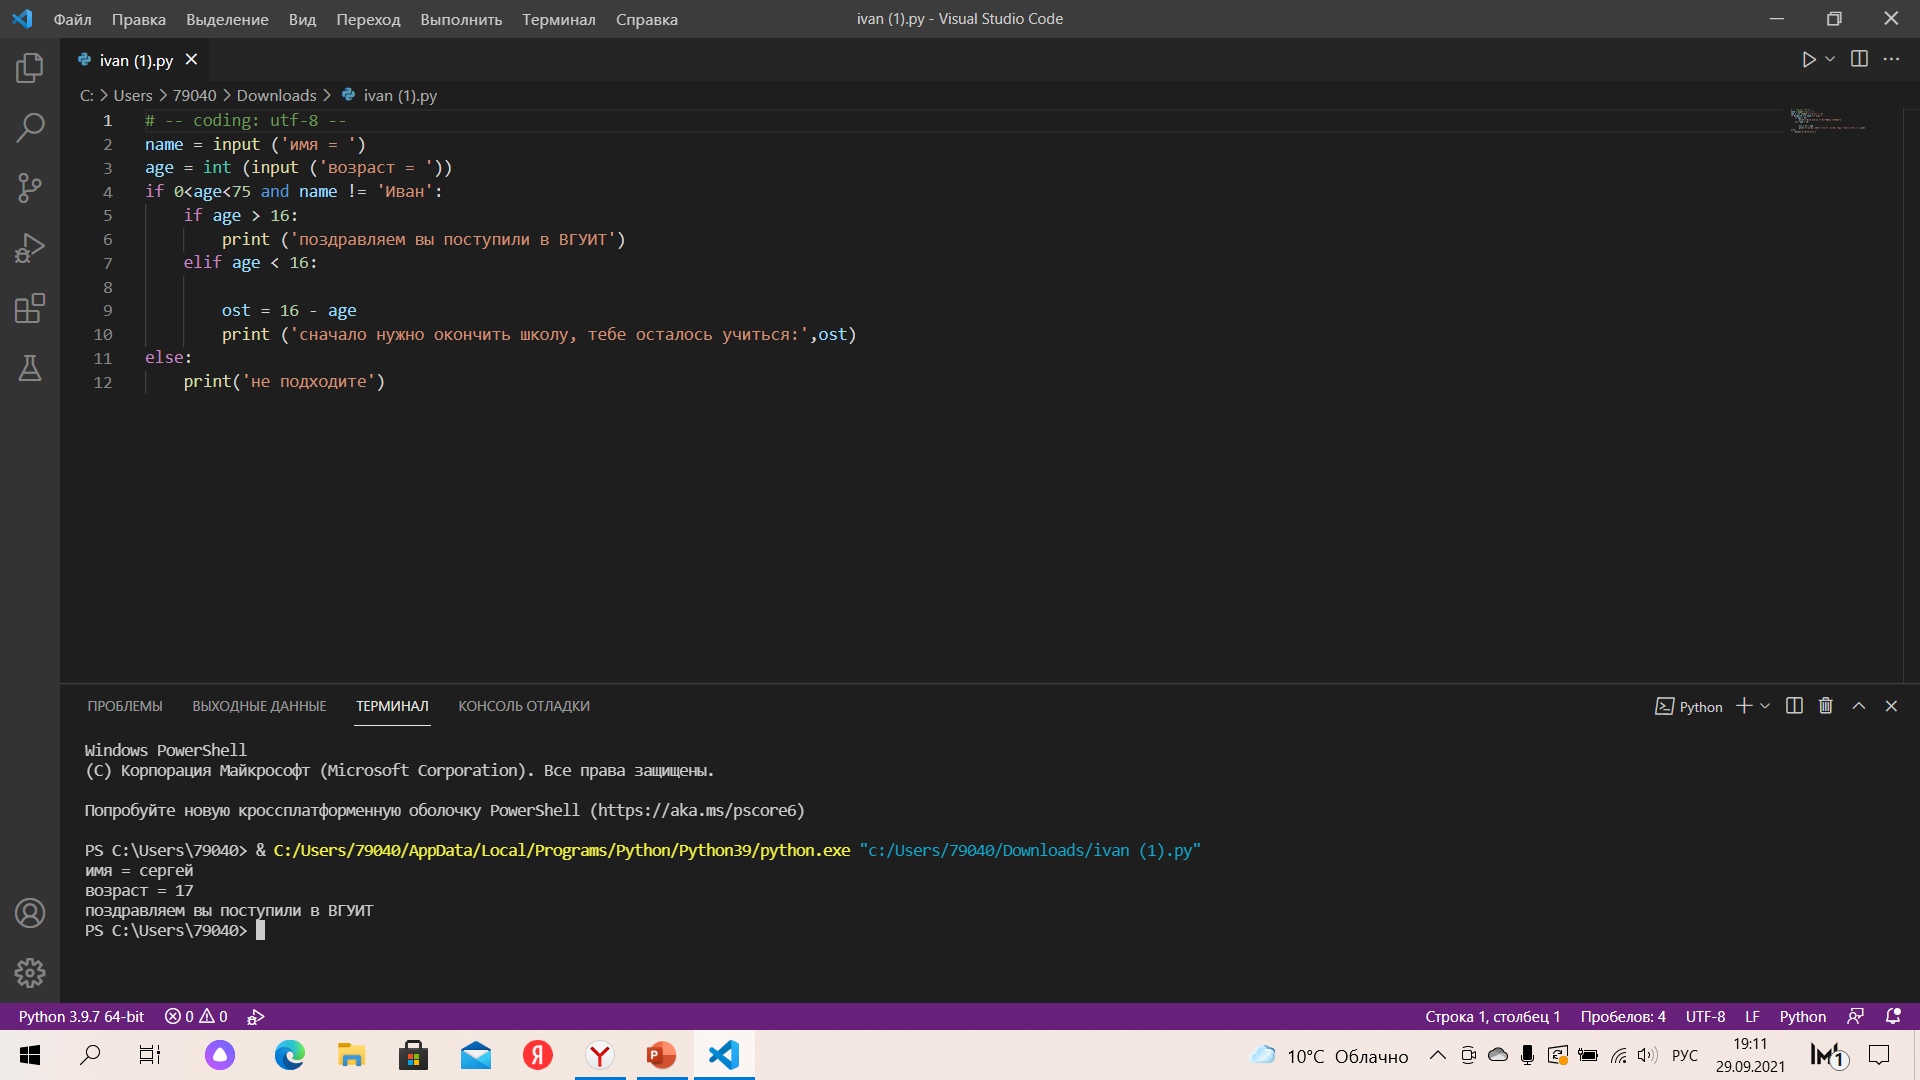 Файл Правка Выделение Вид Переход Выполнить Терминал Справка ivan (1).py - Visual Studio Code
ivan (1).py
C: > Users > 79040 > Downloads > ivan (1).py
1 # -- coding: utf-8 --
2 name = input ('имя = ')
3 age = int (input ('возраст = '))
4 if 0<age<75 and name != 'Иван':
5 if age > 16:
6 print ('поздравляем вы поступили в ВГУИТ')
7 elif age < 16:
8
9 ost = 16 - age
10 print ('сначало нужно окончить школу, тебе осталось учиться:',ost)
11 else:
12 print('не подходите')
ПРОБЛЕМЫ ВЫХОДНЫЕ ДАННЫЕ ТЕРМИНАЛ КОНСОЛЬ ОТЛАДКИ Python
Windows PowerShell
(C) Корпорация Майкрософт (Microsoft Corporation). Все права защищены.
Попробуйте новую кроссплатформенную оболочку PowerShell (https://aka.ms/pscore6)
PS C:\Users\79040> & C:/Users/79040/AppData/Local/Programs/Python/Python39/python.exe "c:/Users/79040/Downloads/ivan (1).py"
имя = сергей
возраст = 17
поздравляем вы поступили в ВГУИТ
PS C:\Users\79040>
Python 3.9.7 64-bit 0 0 Строка 1, столбец 1 Пробелов: 4 UTF-8 LF Python
10°C Облачно РУС 19:11
29.09.2021 1